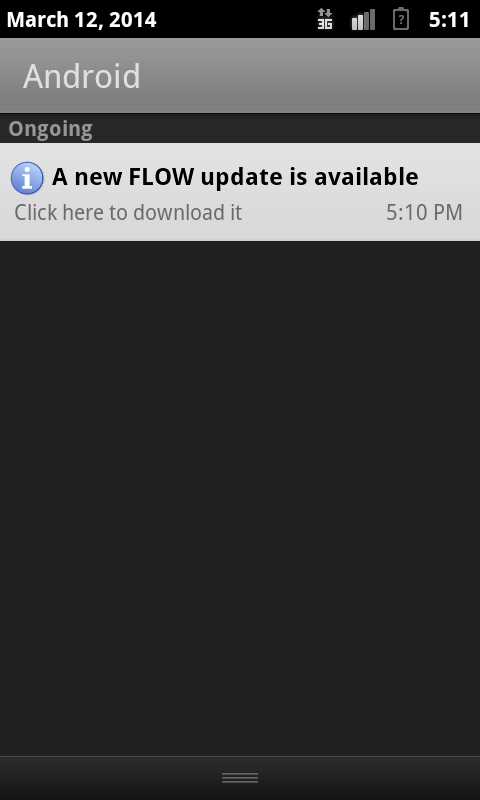 March 12, 2014 3G ? 5:11
Android
Ongoing
A new FLOW update is available
Click here to download it 5:10 PM